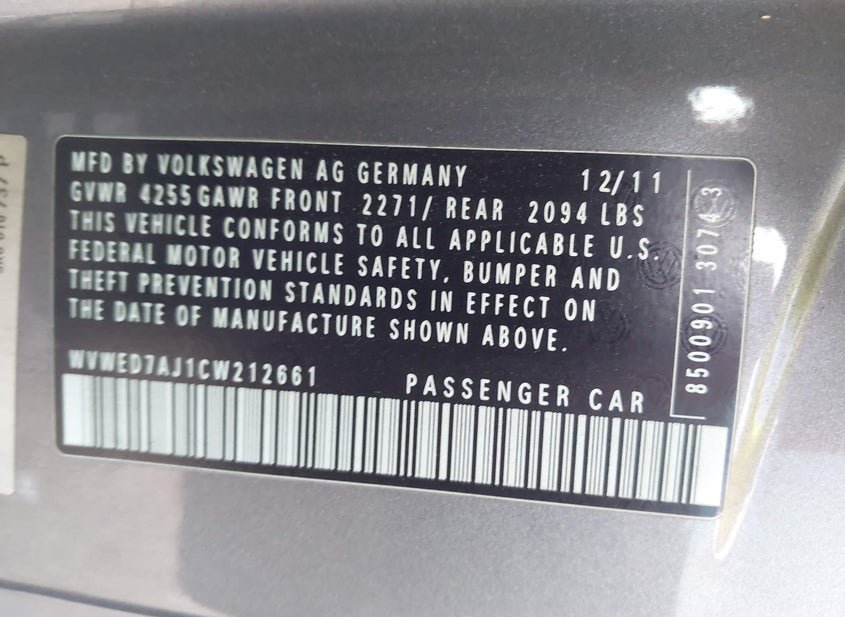 MFD BY VOLKSWAGEN AG GERMANY 12/11
GVWR 4255 GAWR FRONT 2271/ REAR 2094 LBS
THIS VEHICLE CONFORMS TO ALL APPLICABLE U.S.
FEDERAL MOTOR VEHICLE SAFETY, BUMPER AND
THEFT PREVENTION STANDARDS IN EFFECT ON
THE DATE OF MANUFACTURE SHOWN ABOVE.
WVWED7AJ1CW212661
PASSENGER CAR
8500901 30743